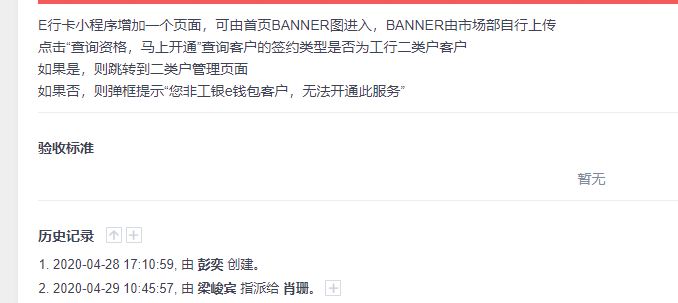 E行卡小程序增加一个页面，可由首页BANNER图进入，BANNER由市场部自行上传
点击“查询资格，马上开通”查询客户的签约类型是否为工行二类户客户
如果是，则跳转到二类户管理页面
如果否，则弹框提示“您非工银e钱包客户，无法开通此服务”
验收标准
暂无
历史记录
1. 2020-04-28 17:10:59, 由 彭奕 创建。
2. 2020-04-29 10:45:57, 由 梁峻宾 指派给 肖珊。